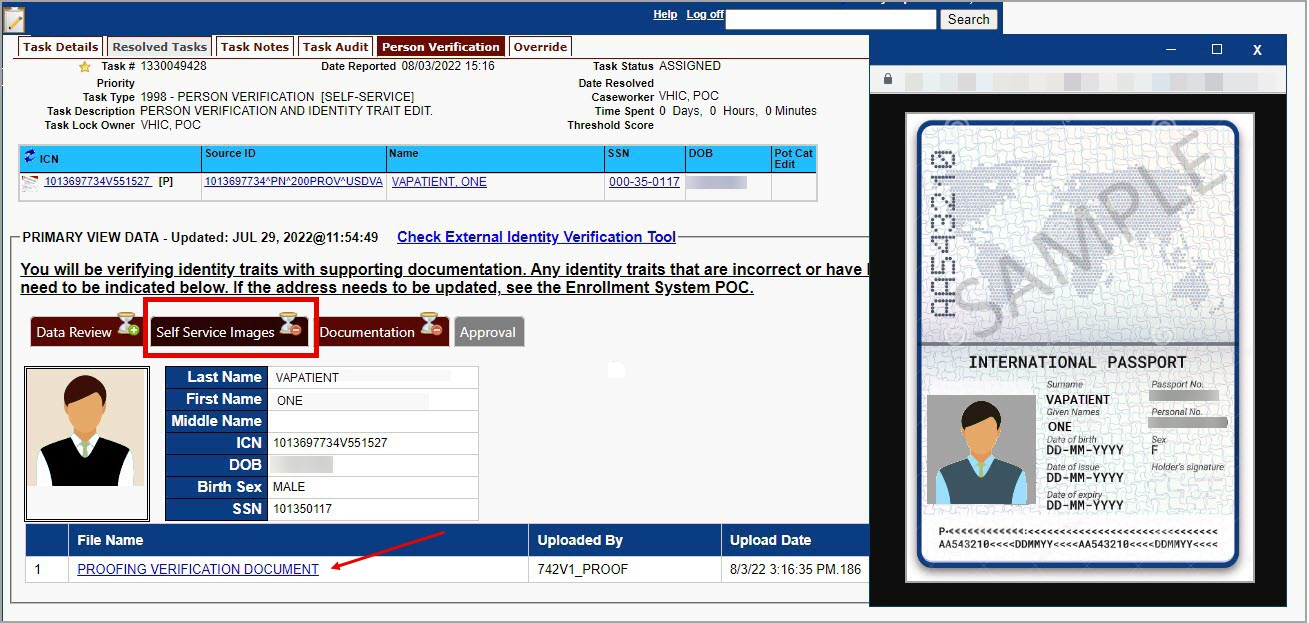 Help Log off Search
Task Details Resolved Tasks Task Notes Task Audit Person Verification Override
Task # 1330049428 Date Reported 08/03/2022 15:16 Task Status ASSIGNED
Priority Date Resolved
Task Type 1998 - PERSON VERIFICATION [SELF-SERVICE] Caseworker VHIC, POC
Task Description PERSON VERIFICATION AND IDENTITY TRAIT EDIT. Time Spent 0 Days, 0 Hours, 0 Minutes
Task Lock Owner VHIC, POC Threshold Score
ICN Source ID Name SSN DOB Pot Cat
Edit
1013697734V551527 [P] 1013697734^PN^200PROV^USDVA VAPATIENT, ONE 000-35-0117
PRIMARY VIEW DATA - Updated: JUL 29, 2022@11:54:49 Check External Identity Verification Tool
You will be verifying identity traits with supporting documentation. Any identity traits that are incorrect or have
need to be indicated below. If the address needs to be updated, see the Enrollment System POC.
Data Review Self Service Images Documentation Approval
Last Name VAPATIENT
First Name ONE
Middle Name
ICN 1013697734V551527
DOB
Birth Sex MALE
SSN 101350117
File Name Uploaded By Upload Date
1 PROOFING VERIFICATION DOCUMENT 742V1_PROOF 8/3/22 3:16:35 PM.186
X
AA5493210
SAMPLE
INTERNATIONAL PASSPORT
Surname Passport No.
VAPATIENT
Given Names Personal No.
ONE
Date of birth Sex
DD-MM-YYYY F
Date of issue Holder's signature
DD-MM-YYYY
Date of expiry
DD-MM-YYYY
P<<<<<<<<<<<<:<<<<<<<<<<<<<<<<<<<<<<<<<<<
AA543210<<<<DDMMYY<<<<AA543210<<<<DDMMYY<<<<